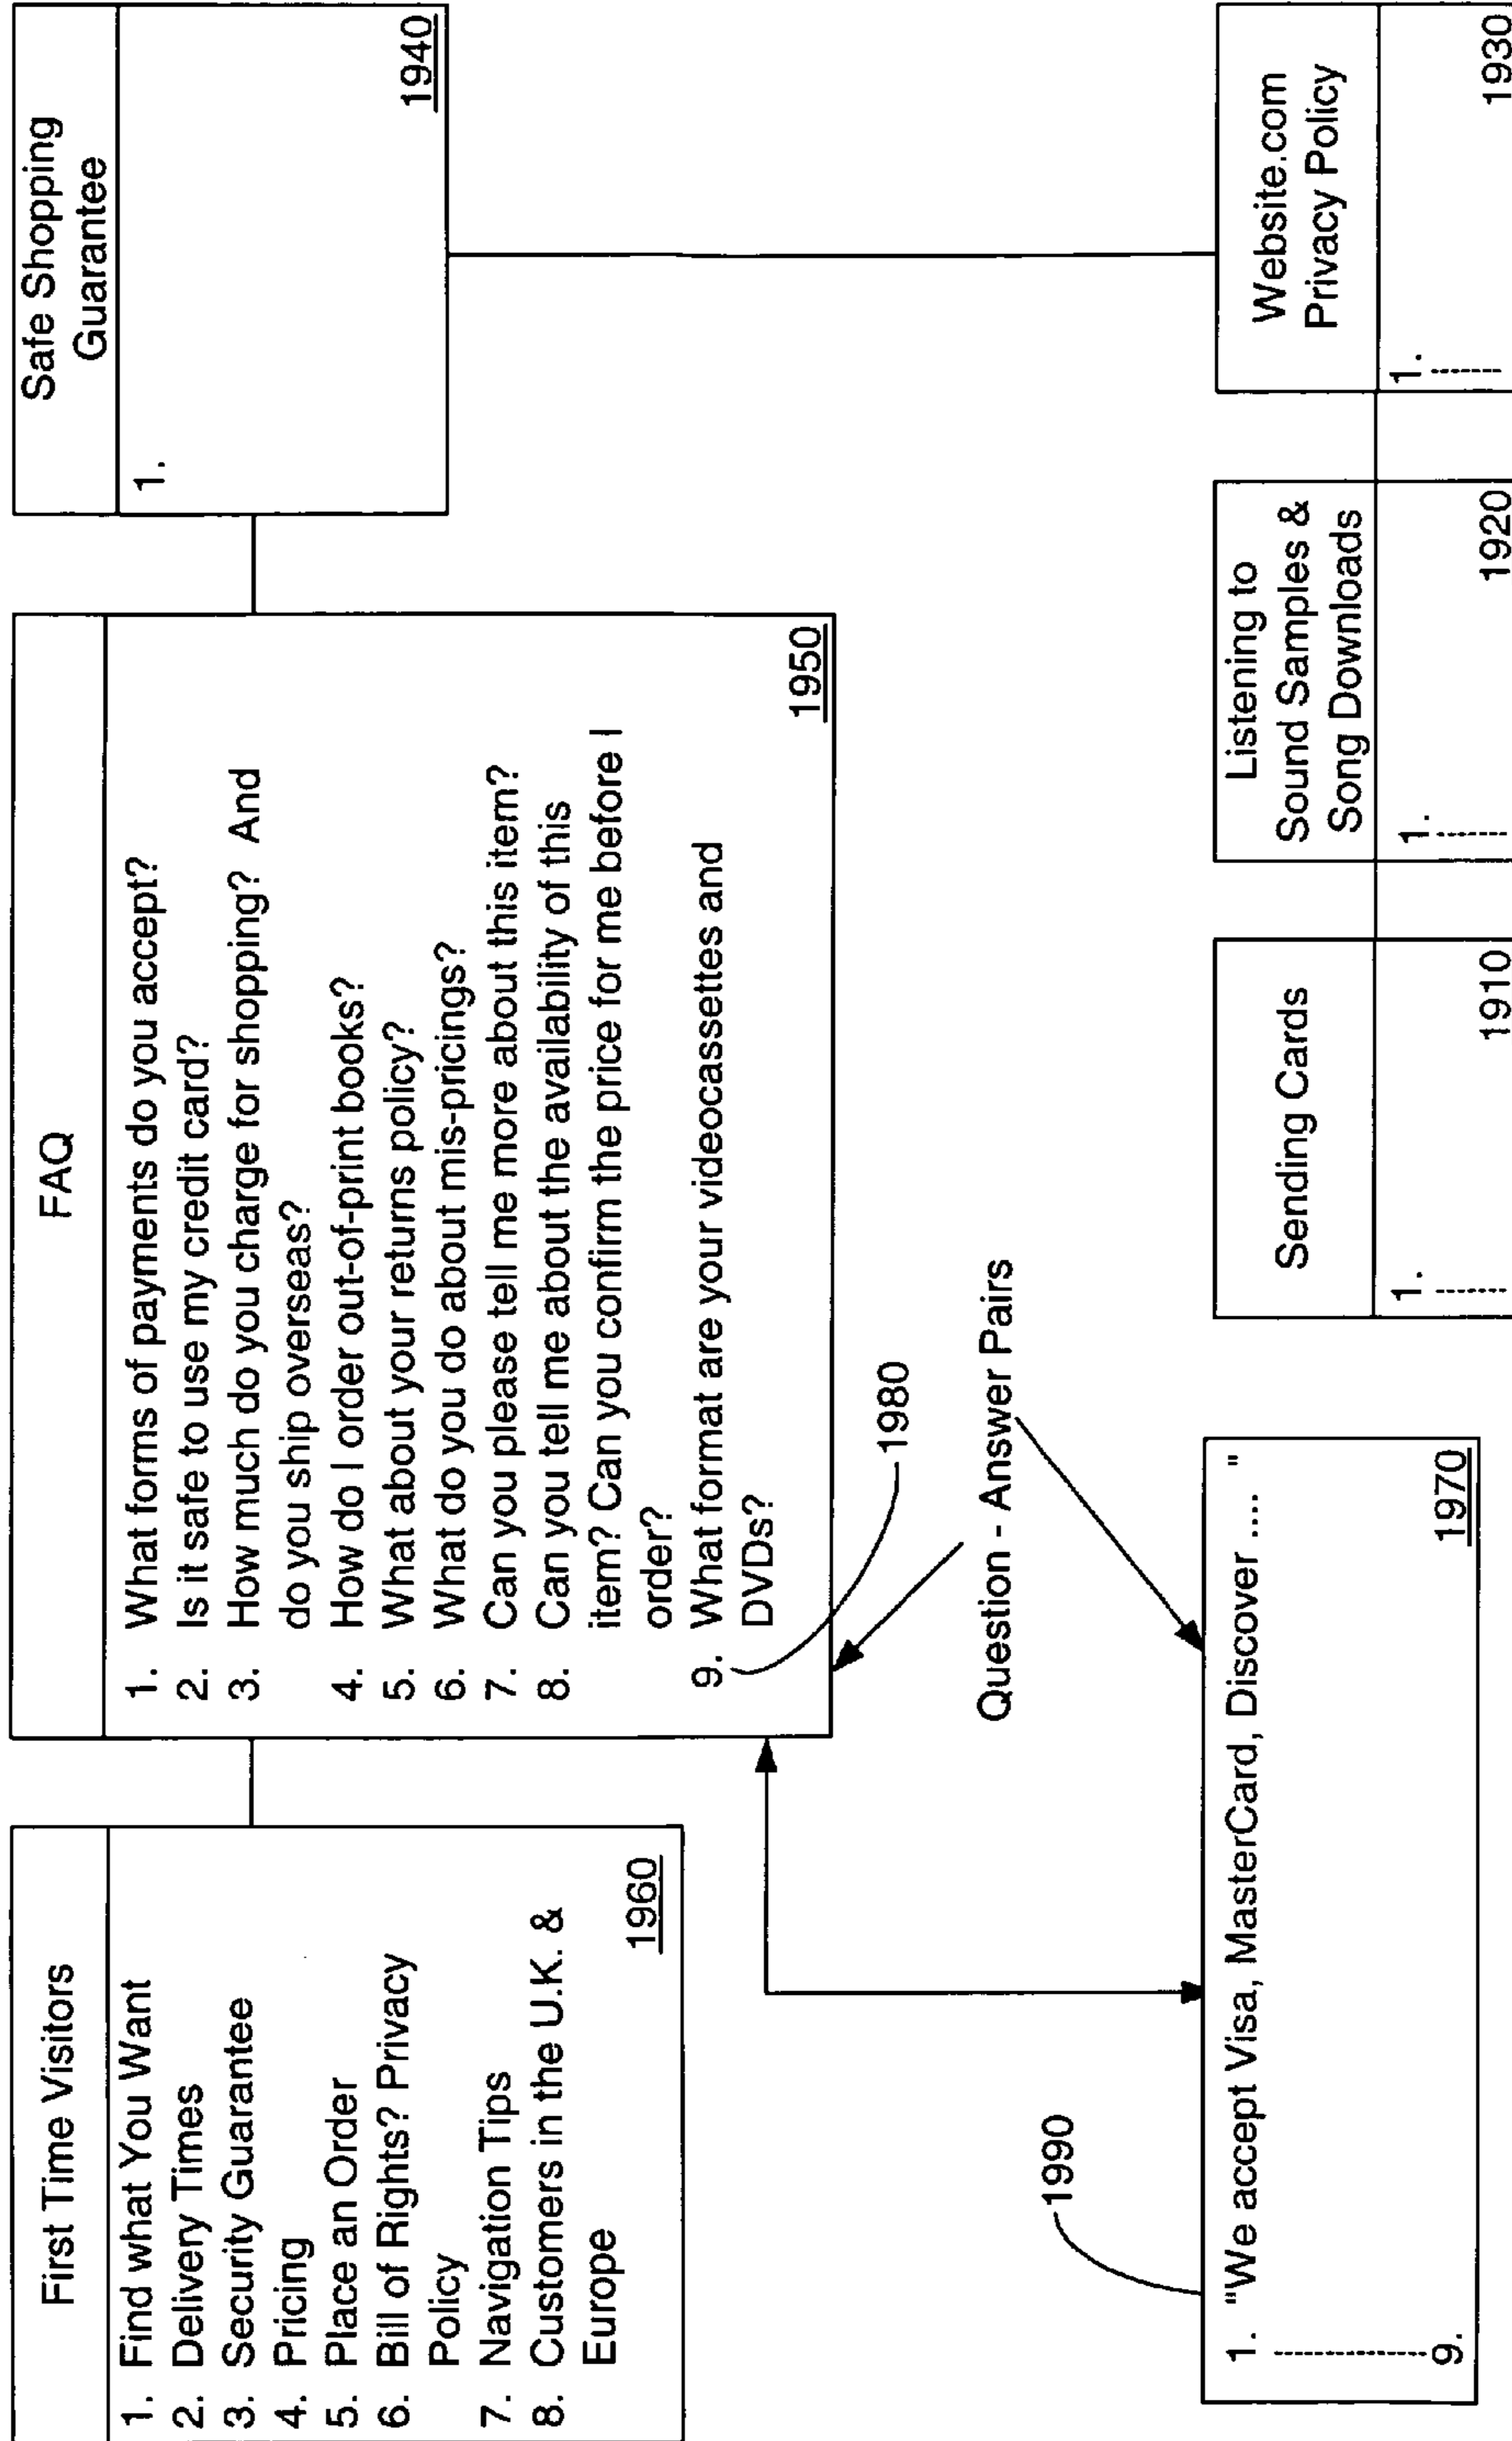 First Time Visitors
1. Find what You Want
2. Delivery Times
3. Security Guarantee
4. Pricing
5. Place an Order
6. Bill of Rights? Privacy
Policy
7. Navigation Tips
8. Customers in the U.K. &
Europe
1960
FAQ
1. What forms of payments do you accept?
2. Is it safe to use my credit card?
3. How much do you charge for shopping? And
do you ship overseas?
4. How do I order out-of-print books?
5. What about your returns policy?
6. What do you do about mis-pricings?
7. Can you please tell me more about this item?
8. Can you tell me about the availability of this
item? Can you confirm the price for me before I
order?
9. What format are your videocassettes and
DVDs?
1950
Safe Shopping
Guarantee
1.
1940
1980
Question - Answer Pairs
1990
1. "We accept Visa, MasterCard, Discover .... "
9.
1970
Sending Cards
1.
1910
Listening to
Sound Samples &
Song Downloads
1.
1920
Website.com
Privacy Policy
1.
1930